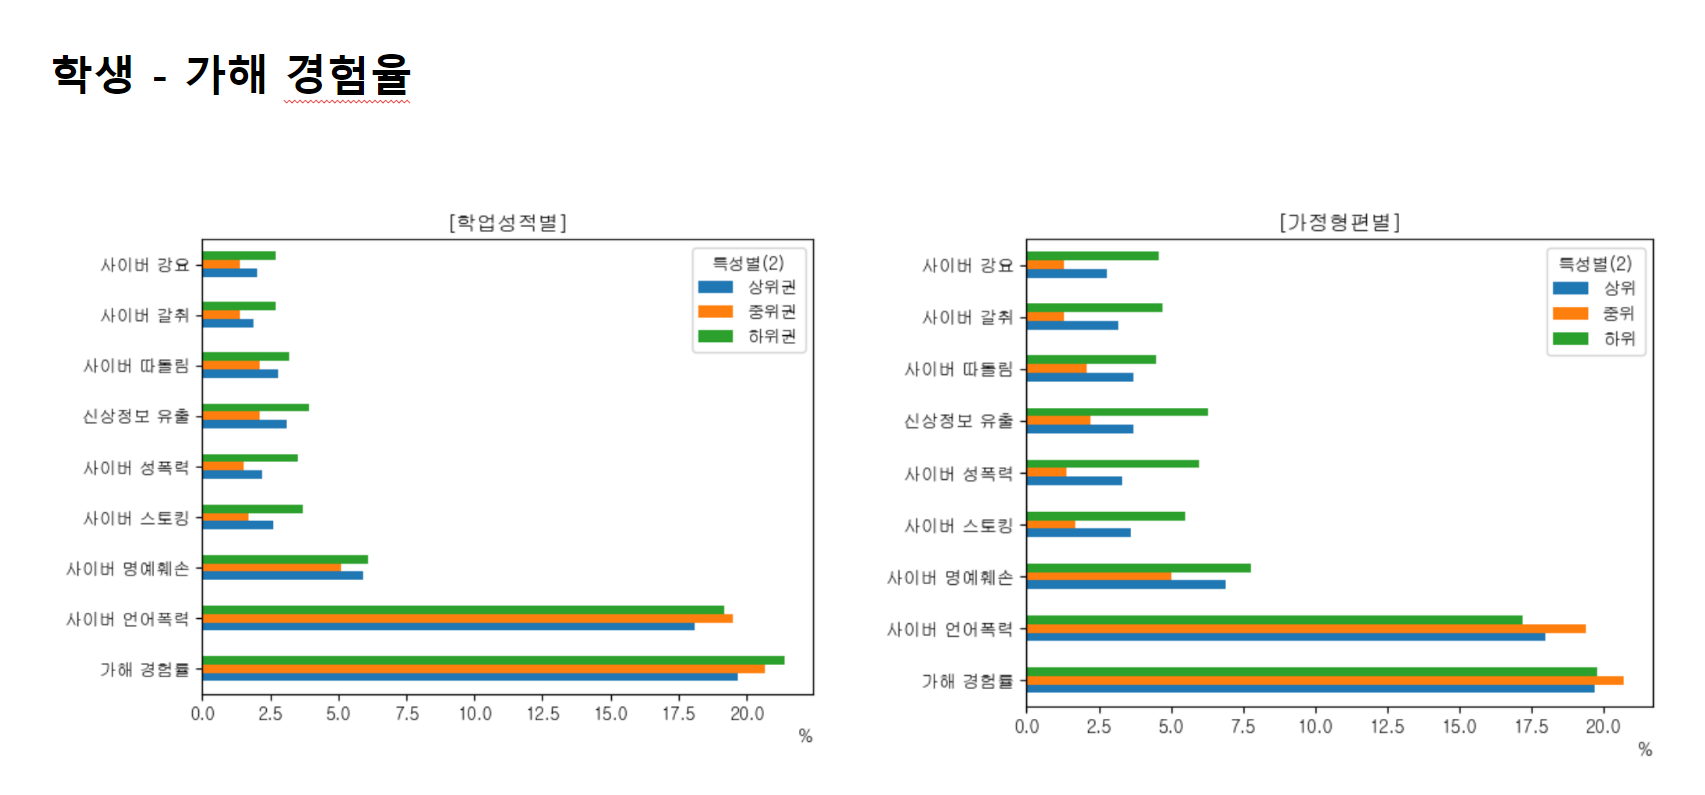 학생 - 가해 경험율
[학업성적별]
특성별(2)
상위권
중위권
하위권
사이버 강요
사이버 갈취
사이버 따돌림
신상정보 유출
사이버 성폭력
사이버 스토킹
사이버 명예훼손
사이버 언어폭력
가해 경험률
0.0 2.5 5.0 7.5 10.0 12.5 15.0 17.5 20.0
%
[가정형편별]
특성별(2)
상위
중위
하위
사이버 강요
사이버 갈취
사이버 따돌림
신상정보 유출
사이버 성폭력
사이버 스토킹
사이버 명예훼손
사이버 언어폭력
가해 경험률
0.0 2.5 5.0 7.5 10.0 12.5 15.0 17.5 20.0
%